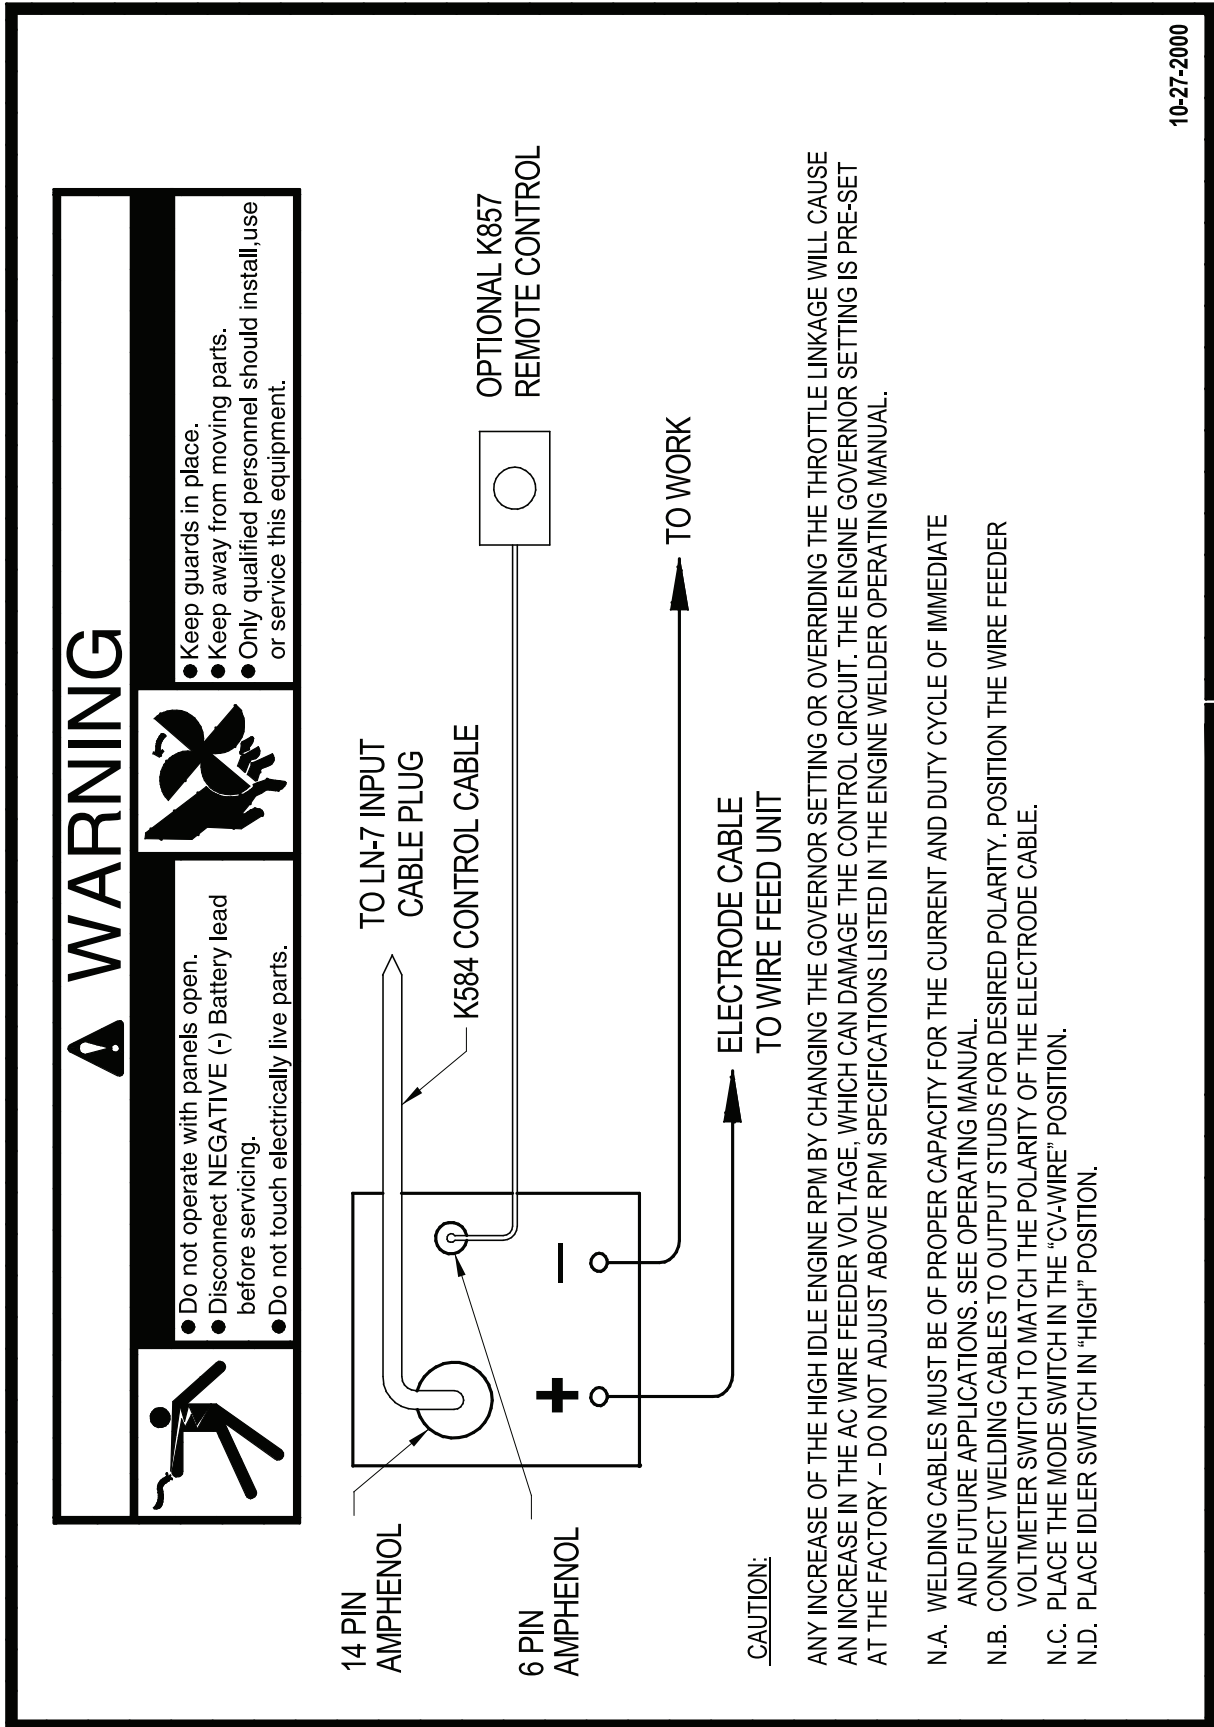 WARNING
● Do not operate with panels open.
● Disconnect NEGATIVE (-) Battery lead
before servicing.
● Do not touch electrically live parts.
● Keep guards in place.
● Keep away from moving parts.
● Only qualified personnel should install,use
or service this equipment.
14 PIN
AMPHENOL
6 PIN
AMPHENOL
TO LN-7 INPUT
CABLE PLUG
K584 CONTROL CABLE
OPTIONAL K857
REMOTE CONTROL
+
–
TO WORK
ELECTRODE CABLE
TO WIRE FEED UNIT
CAUTION:
ANY INCREASE OF THE HIGH IDLE ENGINE RPM BY CHANGING THE GOVERNOR SETTING OR OVERRIDING THE THROTTLE LINKAGE WILL CAUSE
AN INCREASE IN THE AC WIRE FEEDER VOLTAGE, WHICH CAN DAMAGE THE CONTROL CIRCUIT. THE ENGINE GOVERNOR SETTING IS PRE-SET
AT THE FACTORY – DO NOT ADJUST ABOVE RPM SPECIFICATIONS LISTED IN THE ENGINE WELDER OPERATING MANUAL.
N.A. WELDING CABLES MUST BE OF PROPER CAPACITY FOR THE CURRENT AND DUTY CYCLE OF IMMEDIATE
AND FUTURE APPLICATIONS. SEE OPERATING MANUAL.
N.B. CONNECT WELDING CABLES TO OUTPUT STUDS FOR DESIRED POLARITY. POSITION THE WIRE FEEDER
VOLTMETER SWITCH TO MATCH THE POLARITY OF THE ELECTRODE CABLE.
N.C. PLACE THE MODE SWITCH IN THE “CV-WIRE” POSITION.
N.D. PLACE IDLER SWITCH IN “HIGH” POSITION.
10-27-2000